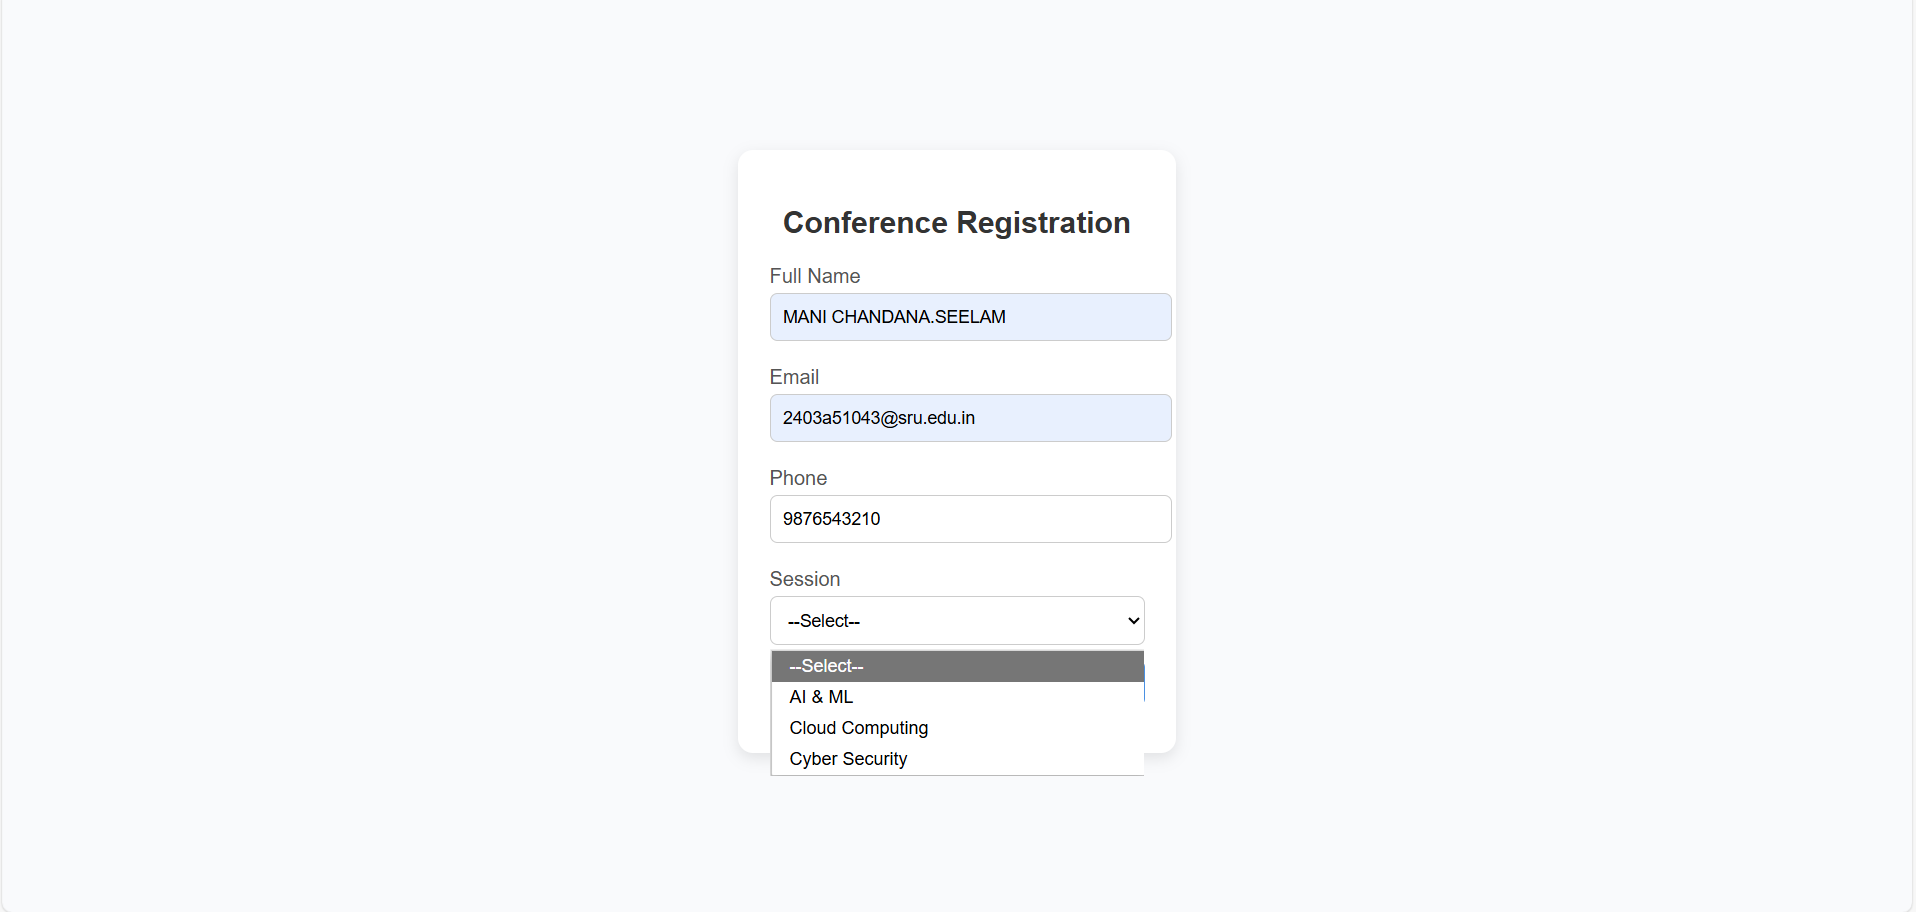 Conference Registration
Full Name
MANI CHANDANA.SEELAM
Email
2403a51043@sru.edu.in
Phone
9876543210
Session
--Select--
--Select--
AI & ML
Cloud Computing
Cyber Security